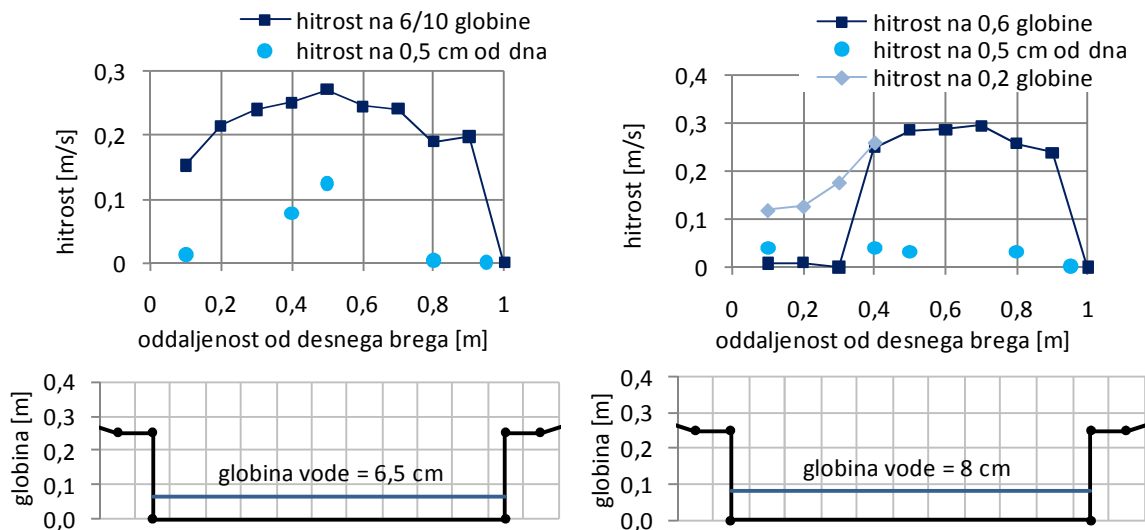 hitrost na 6/10 globine
hitrost na 0,5 cm od dna
0,3
0,2
0,1
0
hitrost [m/s]
0 0,2 0,4 0,6 0,8 1
oddaljenost od desnega brega [m]
0,4
0,3
0,2
0,1
0,0
globina [m]
globina vode = 6,5 cm
hitrost na 0,6 globine
hitrost na 0,5 cm od dna
hitrost na 0,2 globine
0,4
0,3
0,2
0,1
0
hitrost [m/s]
0 0,2 0,4 0,6 0,8 1
oddaljenost od desnega brega [m]
0,4
0,3
0,2
0,1
0,0
globina [m]
globina vode = 8 cm